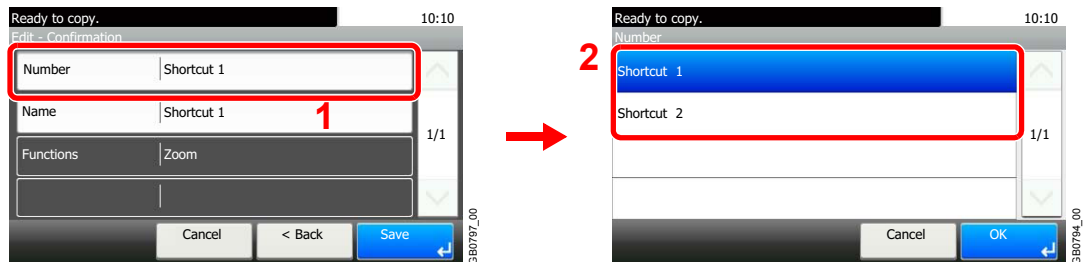 Ready to copy.
10:10
Edit - Confirmation
Number Shortcut 1
Name Shortcut 1
1
1/1
Functions Zoom
Cancel < Back Save
GB0797_00
Ready to copy.
10:10
Number
2
Shortcut 1
Shortcut 2
1/1
Cancel OK
GB0794_00